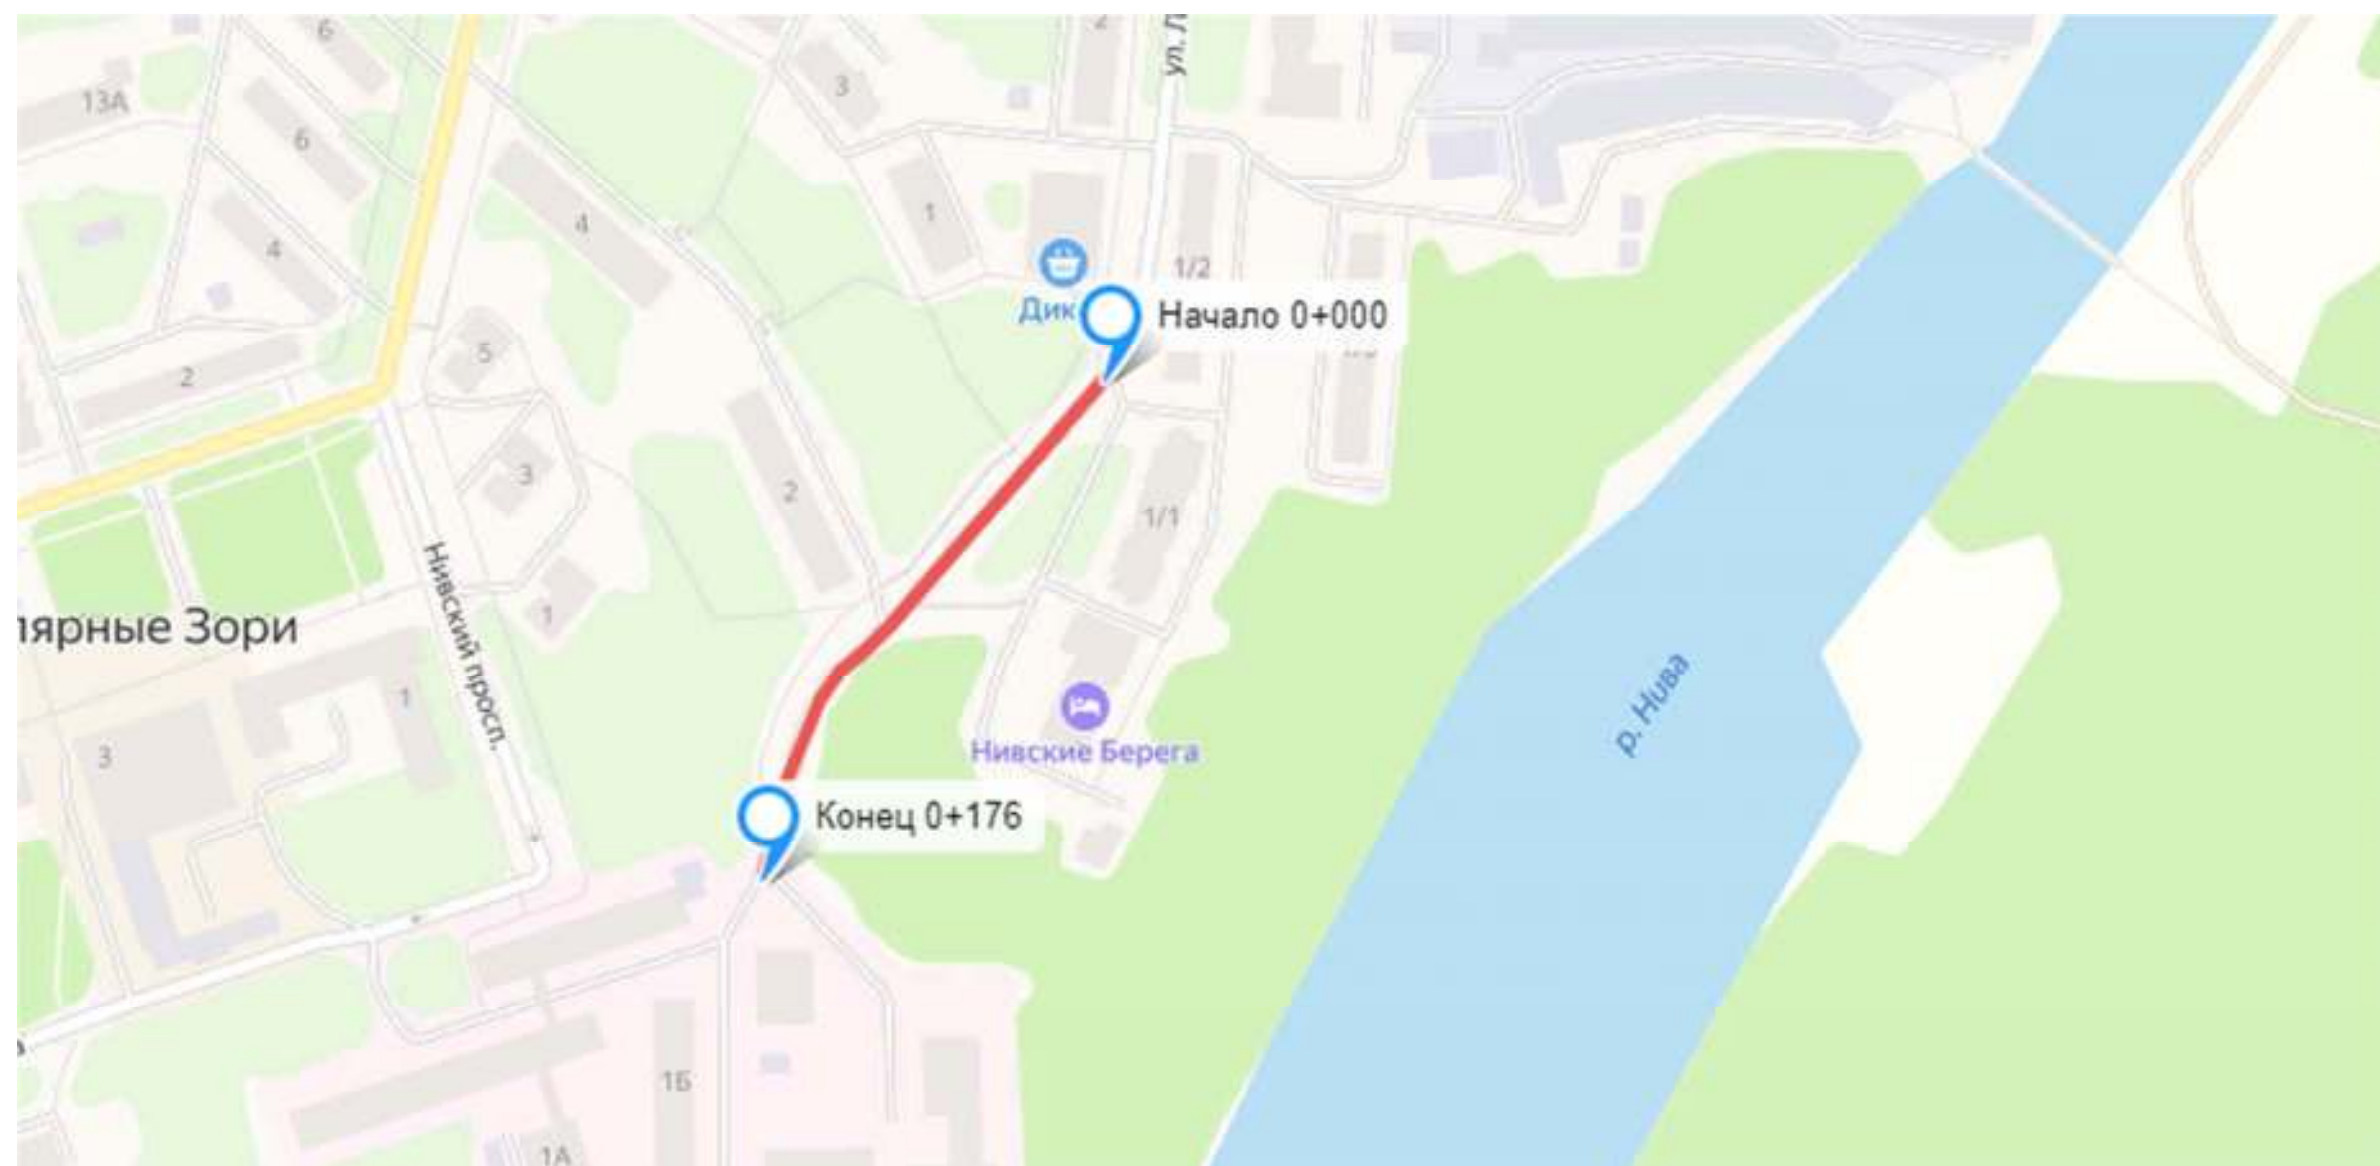 6
2
ул. Л
3
13А
6
1
4
4
1/2
Дик
Начало 0+000
5
2
3
2
1/1
Нивский просп.
1
лярные Зори
1
3
р. Нива
Нивские Берега
Конец 0+176
1Б
1А